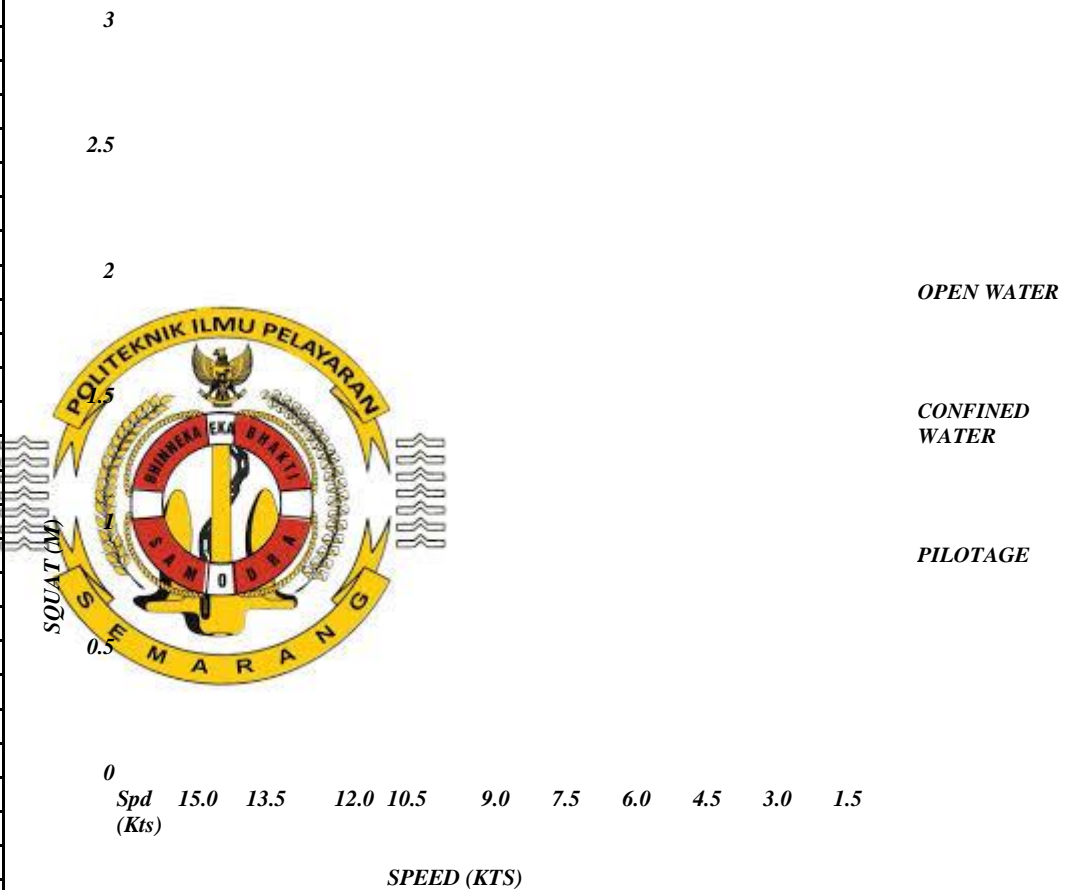 3
2.5
2
OPEN WATER
POLITEKNIK ILMU PELAYARAN
1.5
CONFINED
WATER
BHINNEKA EKA BHAKTI
1
SQUAT (M)
SAMODRA
PILOTAGE
SEMARANG
0.5
0
Spd 15.0 13.5 12.0 10.5 9.0 7.5 6.0 4.5 3.0 1.5
(Kts)
SPEED (KTS)